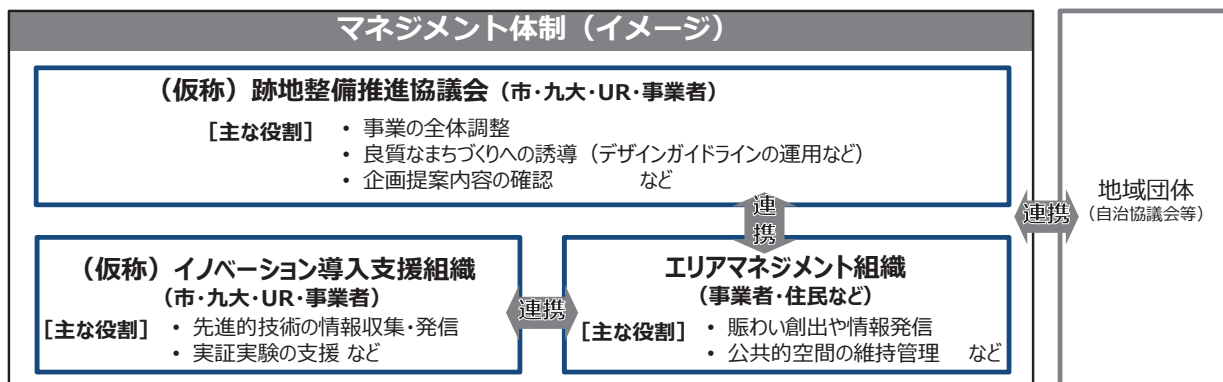 マネジメント体制（イメージ）
（仮称）跡地整備推進協議会（市・九大・UR・事業者）
［主な役割］ • 事業の全体調整
• 良質なまちづくりへの誘導（デザインガイドラインの運用など）
• 企画提案内容の確認 など
連携
連携
地域団体
（自治協議会等）
（仮称）イノベーション導入支援組織
（市・九大・UR・事業者）
［主な役割］ • 先進的技術の情報収集・発信
• 実証実験の支援 など
連携
エリアマネジメント組織
（事業者・住民など）
［主な役割］ • 賑わい創出や情報発信
• 公共的空間の維持管理 など